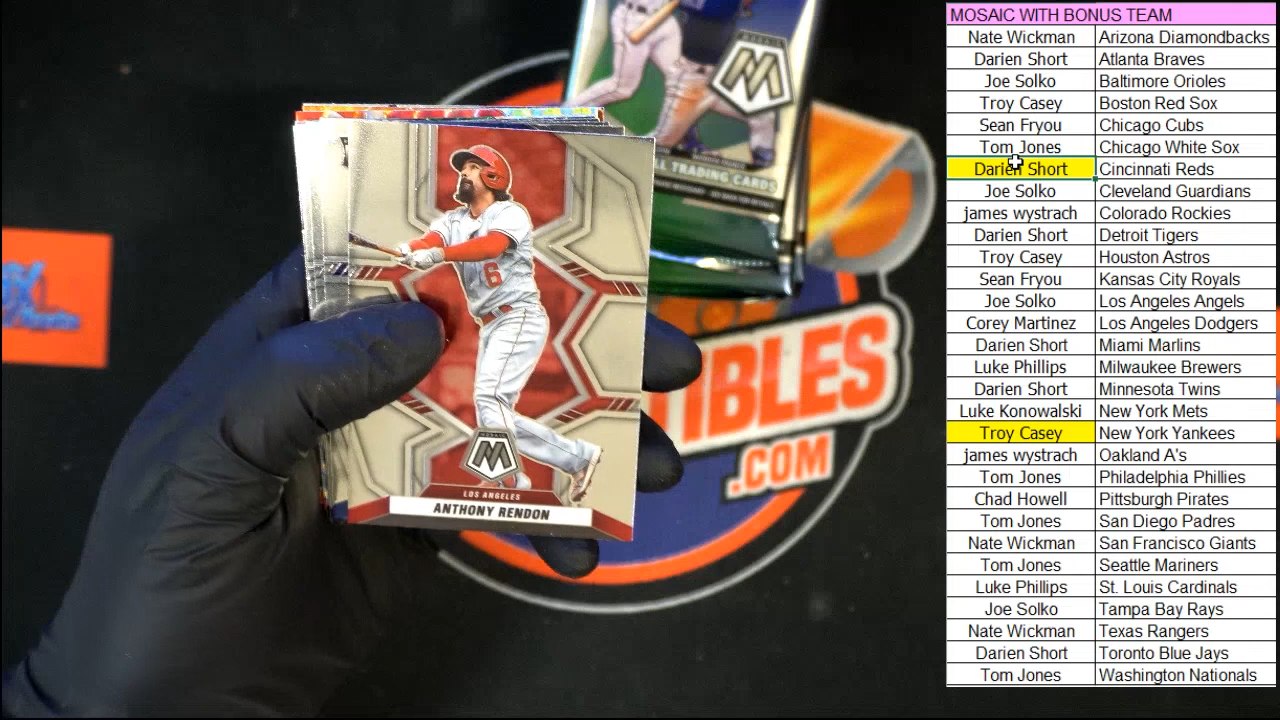 MOSAIC WITH BONUS TEAM
Nate Wickman Arizona Diamondbacks
Darien Short Atlanta Braves
Joe Solko Baltimore Orioles
Troy Casey Boston Red Sox
Sean Fryou Chicago Cubs
Tom Jones Chicago White Sox
Darien Short Cincinnati Reds
Joe Solko Cleveland Guardians
james wystrach Colorado Rockies
Darien Short Detroit Tigers
Troy Casey Houston Astros
Sean Fryou Kansas City Royals
Joe Solko Los Angeles Angels
Corey Martinez Los Angeles Dodgers
Darien Short Miami Marlins
Luke Phillips Milwaukee Brewers
Darien Short Minnesota Twins
Luke Konowalski New York Mets
Troy Casey New York Yankees
james wystrach Oakland A's
Tom Jones Philadelphia Phillies
Chad Howell Pittsburgh Pirates
Tom Jones San Diego Padres
Nate Wickman San Francisco Giants
Tom Jones Seattle Mariners
Luke Phillips St. Louis Cardinals
Joe Solko Tampa Bay Rays
Nate Wickman Texas Rangers
Darien Short Toronto Blue Jays
Tom Jones Washington Nationals
M
L TRADING CARDS
TIBLES
.COM
6
MOSAIC
M
LOS ANGELES
ANTHONY RENDON